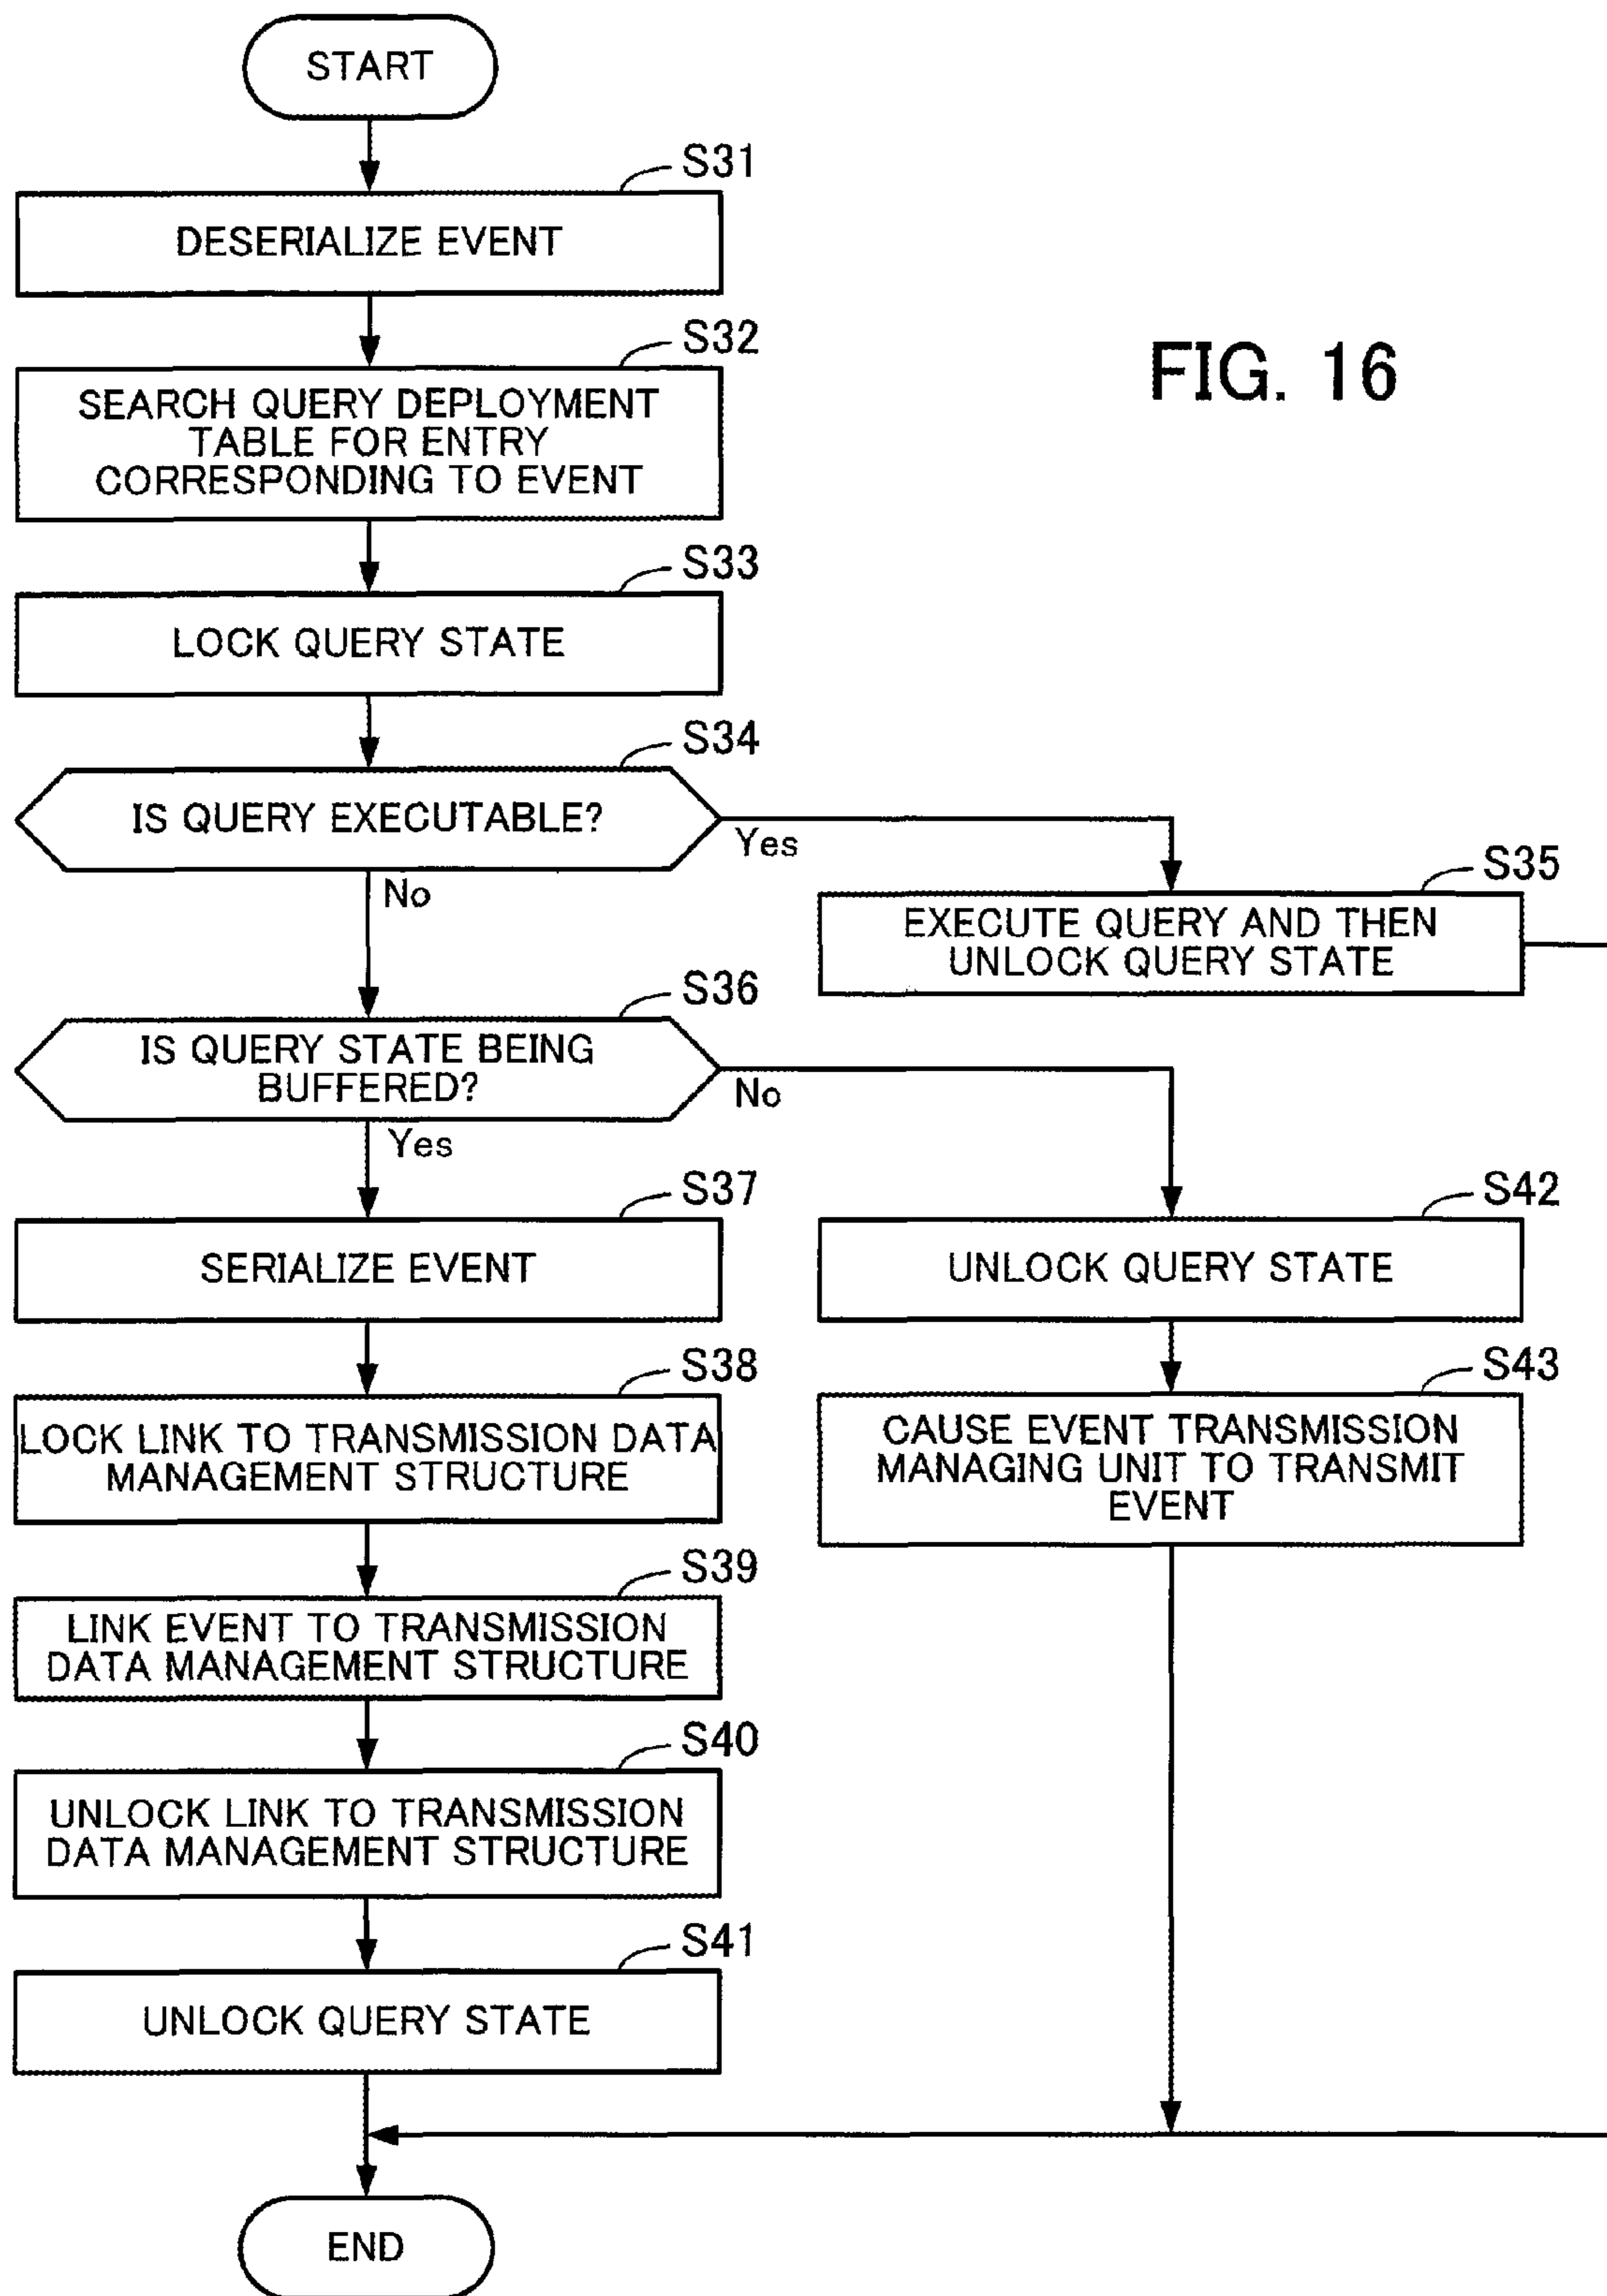 START
S31
DESERIALIZE EVENT
S32
SEARCH QUERY DEPLOYMENT
TABLE FOR ENTRY
CORRESPONDING TO EVENT
FIG. 16
S33
LOCK QUERY STATE
S34
IS QUERY EXECUTABLE?
Yes
No
S35
EXECUTE QUERY AND THEN
UNLOCK QUERY STATE
S36
IS QUERY STATE BEING
BUFFERED?
No
Yes
S37
SERIALIZE EVENT
S42
UNLOCK QUERY STATE
S38
LOCK LINK TO TRANSMISSION DATA
MANAGEMENT STRUCTURE
S43
CAUSE EVENT TRANSMISSION
MANAGING UNIT TO TRANSMIT
EVENT
S39
LINK EVENT TO TRANSMISSION
DATA MANAGEMENT STRUCTURE
S40
UNLOCK LINK TO TRANSMISSION
DATA MANAGEMENT STRUCTURE
S41
UNLOCK QUERY STATE
END